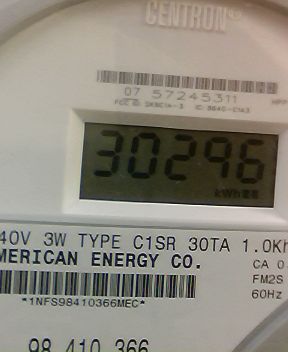 CENTRON®
07 57245311
30296
kWh
40V 3W TYPE C1SR 30TA 1.0Kh
MERICAN ENERGY CO.
CA 0
FM2S
*1NFS98410366MEC*
60Hz
98 410 366